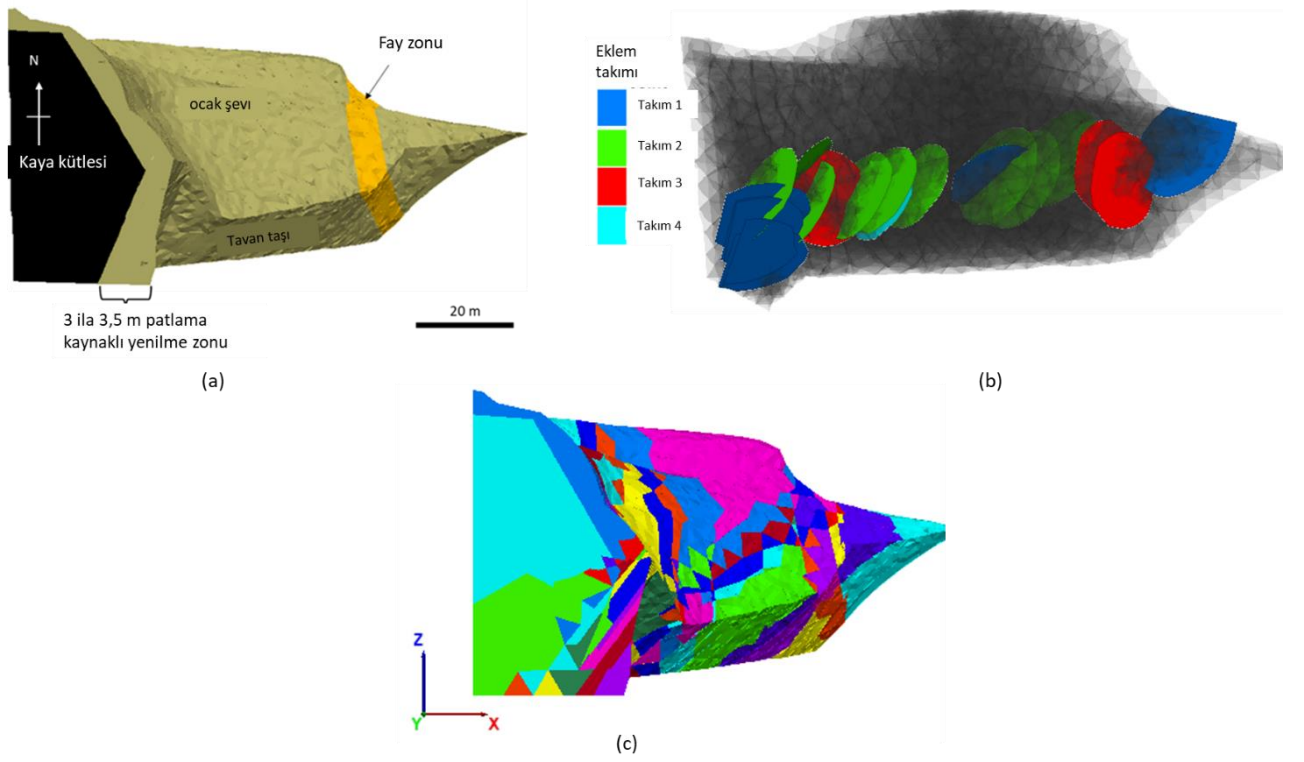 N
Kaya kütlesi
ocak şevı
Fay zonu
Tavan taşı
3 ila 3,5 m patlama
kaynaklı yenilme zonu
20 m
(a)
Eklem
takımı
Takım 1
Takım 2
Takım 3
Takım 4
(b)
Z
Y
X
(c)